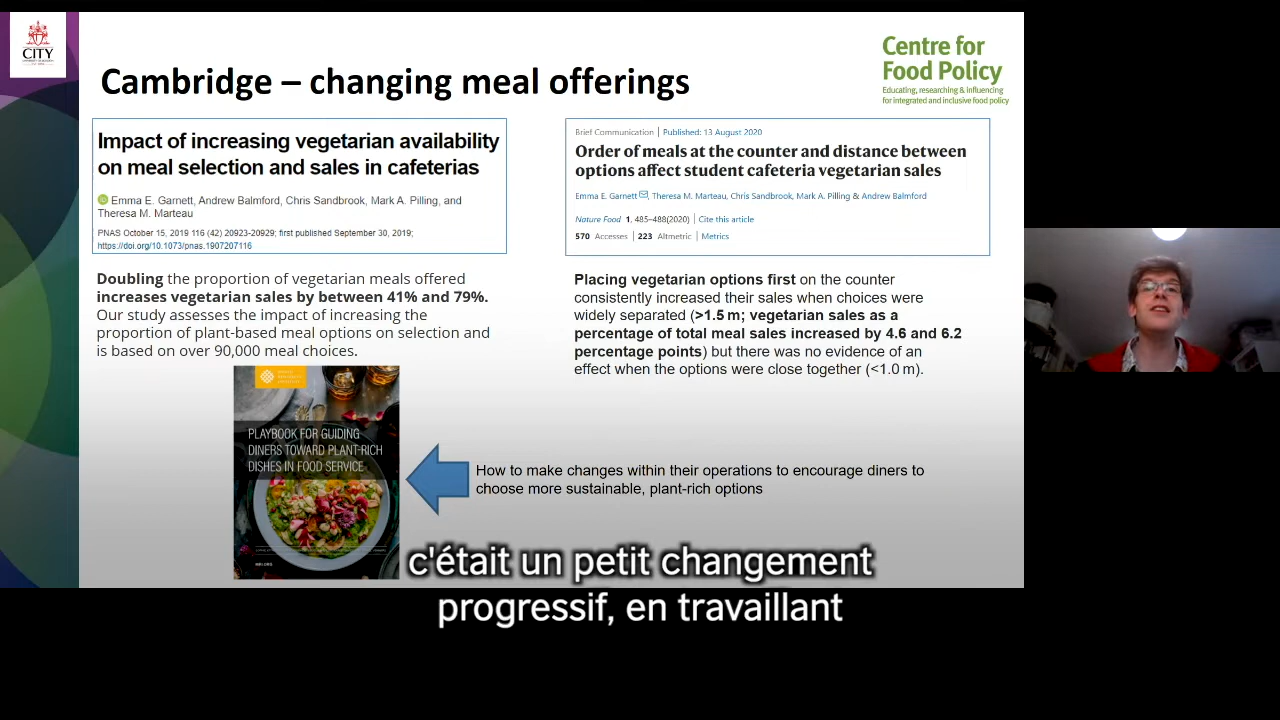 CITY
Centre for
Food Policy
Educating, researching & influencing
for integrated and inclusive food policy
Cambridge – changing meal offerings
Impact of increasing vegetarian availability
on meal selection and sales in cafeterias
Emma E. Garnett, Andrew Balmford, Chris Sandbrook, Mark A. Pilling, and
Theresa M. Marteau
PNAS October 15, 2019 116 (42) 20923-20929; first published September 30, 2019;
https://doi.org/10.1073/pnas.1907207116
Doubling the proportion of vegetarian meals offered
increases vegetarian sales by between 41% and 79%.
Our study assesses the impact of increasing the
proportion of plant-based meal options on selection and
is based on over 90,000 meal choices.
Brief Communication | Published: 13 August 2020
Order of meals at the counter and distance between
options affect student cafeteria vegetarian sales
Emma E. Garnett, Theresa M. Marteau, Chris Sandbrook, Mark A. Pilling & Andrew Balmford
Nature Food 1, 485–488(2020) | Cite this article
570 Accesses | 223 Altmetric | Metrics
Placing vegetarian options first on the counter
consistently increased their sales when choices were
widely separated (>1.5 m; vegetarian sales as a
percentage of total meal sales increased by 4.6 and 6.2
percentage points) but there was no evidence of an
effect when the options were close together (<1.0 m).
PLAYBOOK FOR GUIDING
DINERS TOWARD PLANT-RICH
DISHES IN FOOD SERVICE
How to make changes within their operations to encourage diners to
choose more sustainable, plant-rich options
c'était un petit changement
progressif, en travaillant